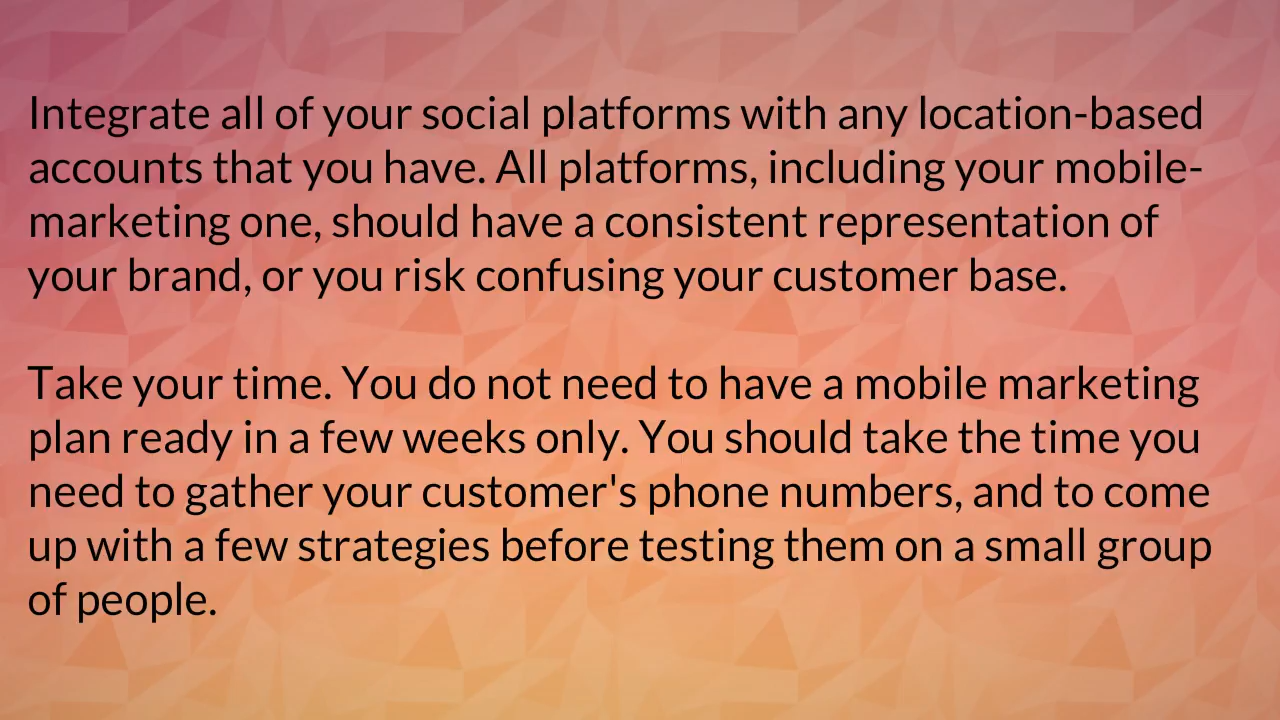 Integrate all of your social platforms with any location-based
accounts that you have. All platforms, including your mobile-
marketing one, should have a consistent representation of
your brand, or you risk confusing your customer base.
Take your time. You do not need to have a mobile marketing
plan ready in a few weeks only. You should take the time you
need to gather your customer's phone numbers, and to come
up with a few strategies before testing them on a small group
of people.